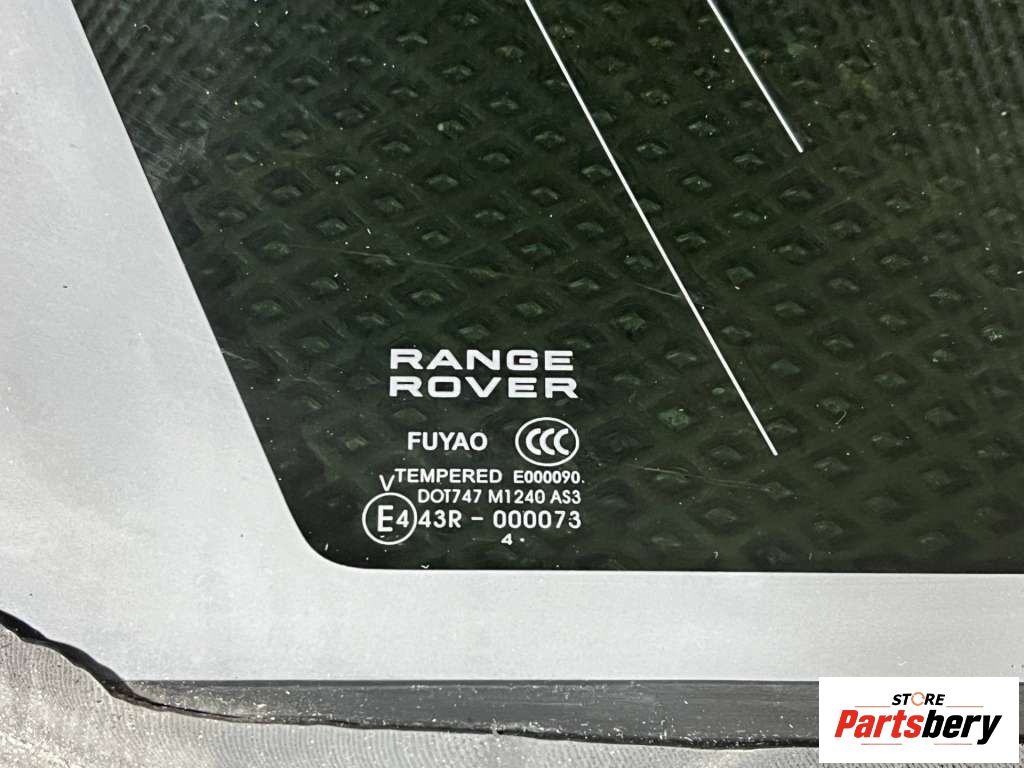 RANGE
ROVER
FUYAO CCC
TEMPERED E000090
V
DOT747 M1240 AS3
E4 43R - 000073
4 .
STORE
Partsbery